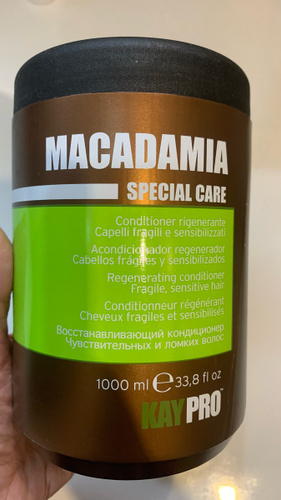 MACADAMIA
SPECIAL CARE
Conditioner rigenerante
Capelli fragili e sensibilizzati
Acondicionador regenerador
Cabellos frágiles y sensibilizados
Regenerating conditioner
Fragile, sensitive hair
Conditionneur régénérant
Cheveux fragiles et sensibilisés
Восстанавливающий кондиционер
Чувствительных и ломких волос
1000 ml ℮ 33,8 fl oz
KAYPRO™